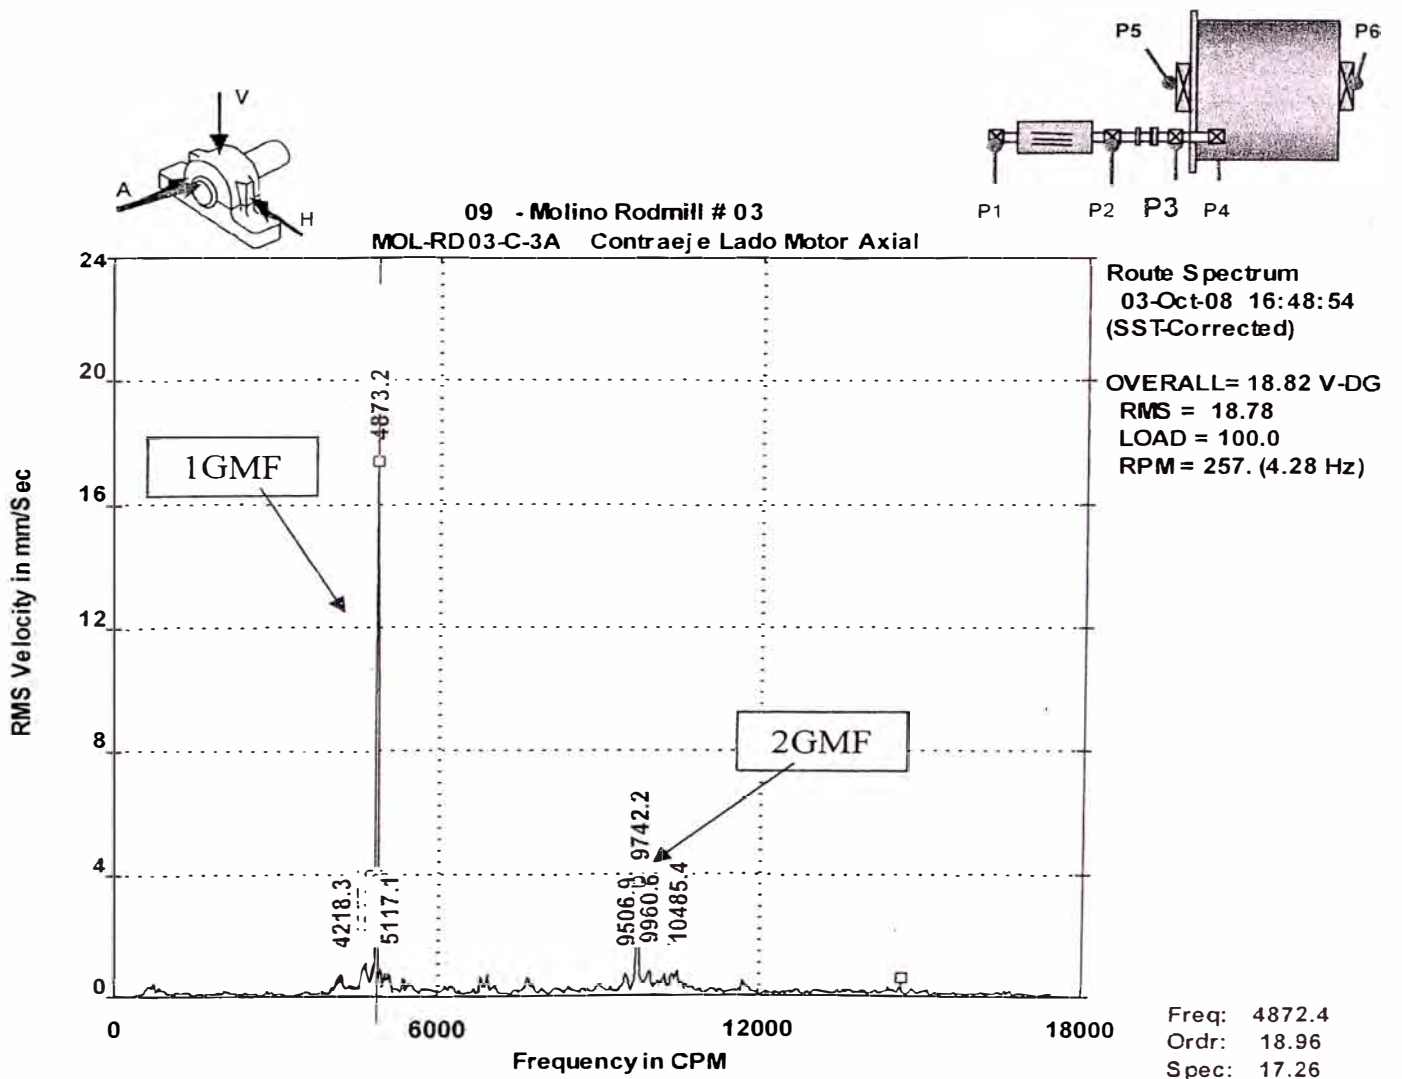 P5
P6
V
A
H
P1
P2
P3
P4
09 - Molino Rodmill # 03
MOL-RD03-C-3A Contraeje Lado Motor Axial
24
20
16
12
8
4
0
RMS Velocity in mm/Sec
1GMF
4873.2
2GMF
4218.3
5117.1
9506.9
9742.2
9960.6
10485.4
Route Spectrum
03-Oct-08 16:48:54
(SST-Corrected)
OVERALL= 18.82 V-DG
RMS = 18.78
LOAD = 100.0
RPM = 257. (4.28 Hz)
0
6000
12000
18000
Frequency in CPM
Freq: 4872.4
Ordr: 18.96
Spec: 17.26